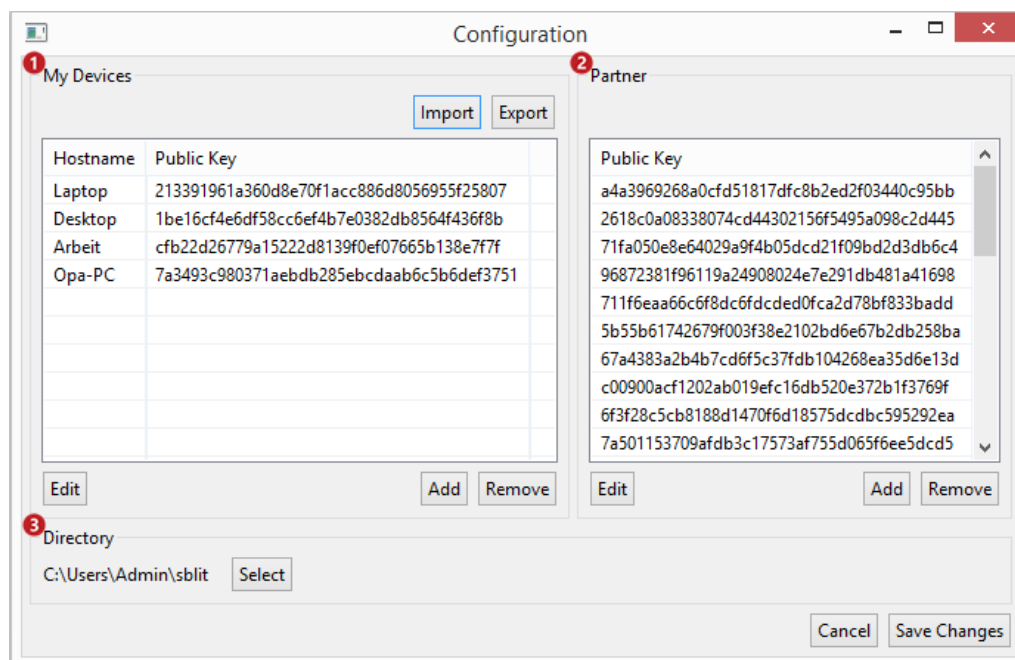 Configuration
1
My Devices
Import Export
Hostname Public Key
Laptop 213391961a360d8e70f1acc886d8056955f25807
Desktop 1be16cf4e6df58cc6ef4b7e0382db8564f436f8b
Arbeit cfb22d26779a15222d8139f0ef07665b138e7f7f
Opa-PC 7a3493c980371aebdb285ebcdaab6c5b6def3751
Edit Add Remove
2
Partner
Public Key
a4a3969268a0cfd51817dfc8b2ed2f03440c95bb
2618c0a08338074cd44302156f5495a098c2d445
71fa050e8e64029a9f4b05dcd21f09bd2d3db6c4
96872381f96119a24908024e7e291db481a41698
711f6eaa66c6f8dc6fdcded0fca2d78bf833badd
5b55b61742679f003f38e2102bd6e67b2db258ba
67a4383a2b4b7cd6f5c37fdb104268ea35d6e13d
c00900acf1202ab019efc16db520e372b1f3769f
6f3f28c5cb8188d1470f6d18575dcdbc595292ea
7a501153709afdb3c17573af755d065f6ee5dcd5
Edit Add Remove
3
Directory
C:\Users\Admin\sblit Select
Cancel Save Changes